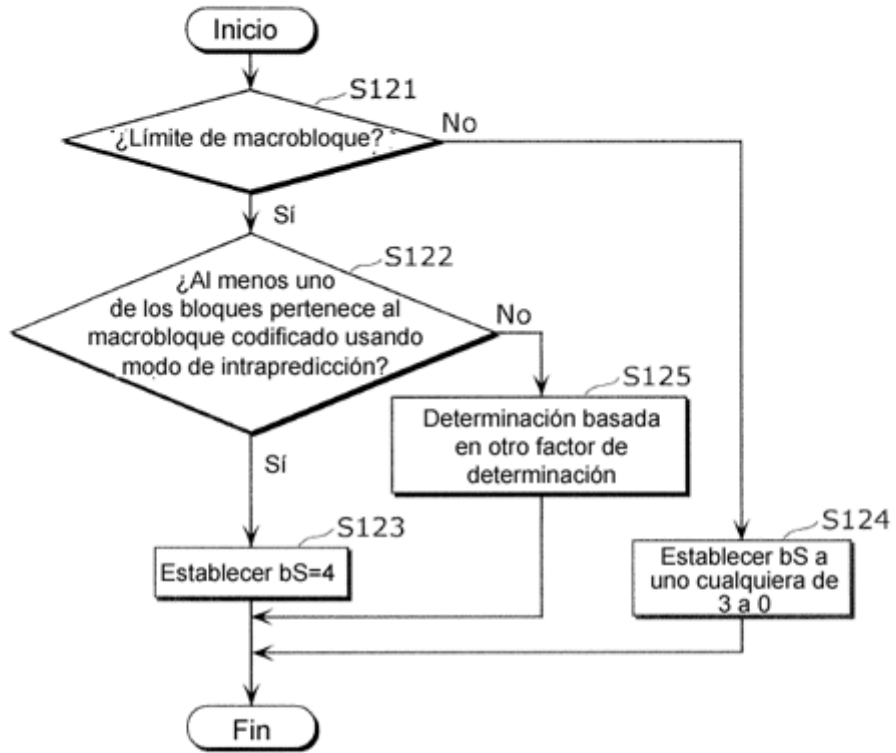 Inicio
S121
¿Límite de macrobloque?
No
Sí
S122
¿Al menos uno
de los bloques pertenece al
macrobloque codificado usando
modo de intrapredicción?
No
S125
Determinación basada
en otro factor de
determinación
Sí
S123
Establecer bS=4
S124
Establecer bS a
uno cualquiera de
3 a 0
Fin